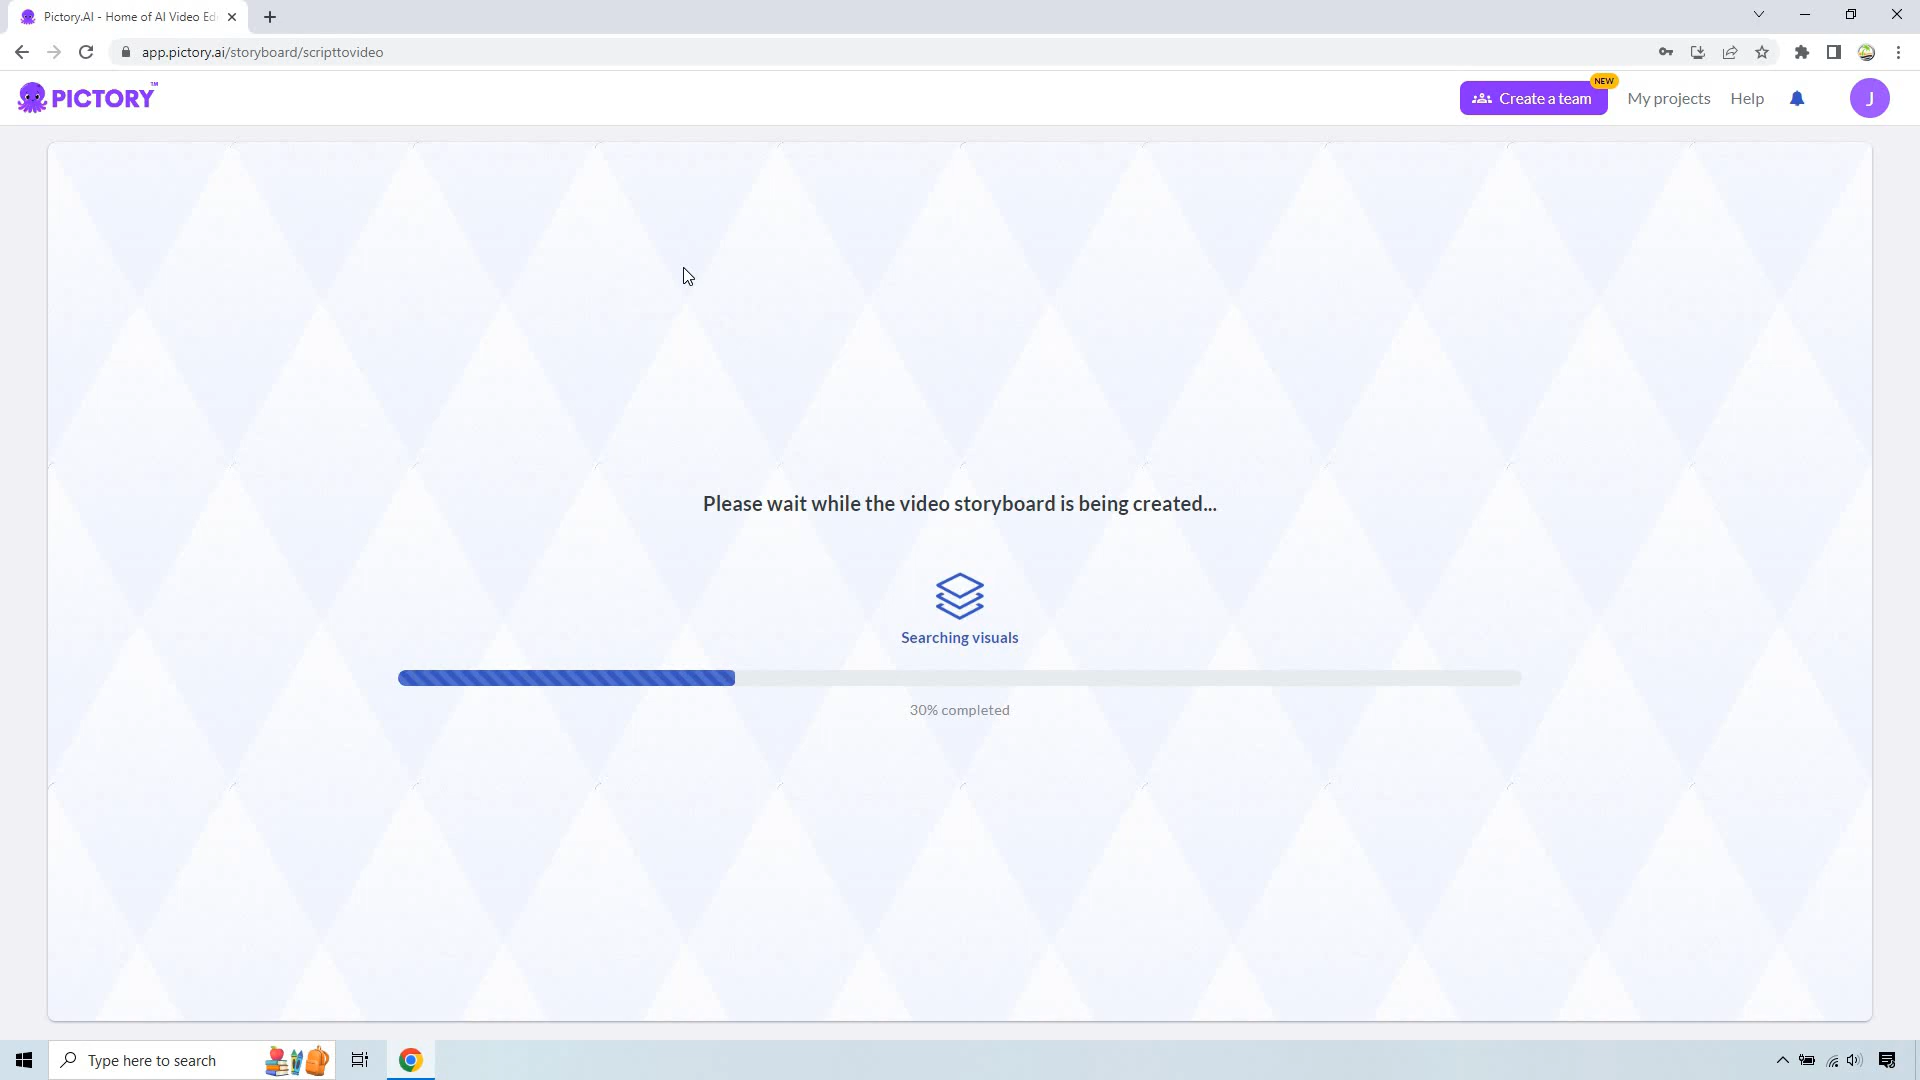 Pictory.AI - Home of AI Video Ed
app.pictory.ai/storyboard/scripttovideo
PICTORY™
NEW
Create a team
My projects
Help
J
Please wait while the video storyboard is being created...
Searching visuals
30% completed
Type here to search